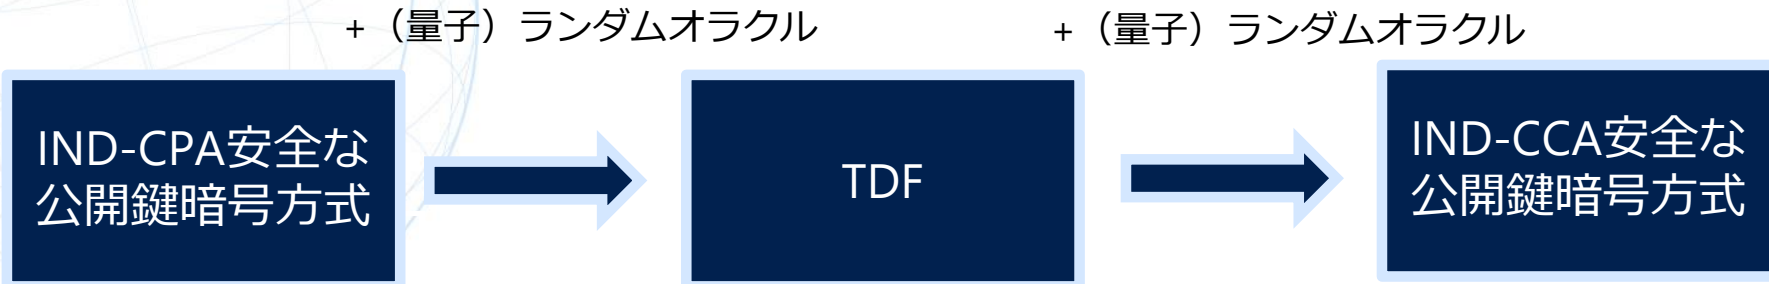 +（量子）ランダムオラクル
+（量子）ランダムオラクル
IND-CPA安全な
公開鍵暗号方式
TDF
IND-CCA安全な
公開鍵暗号方式